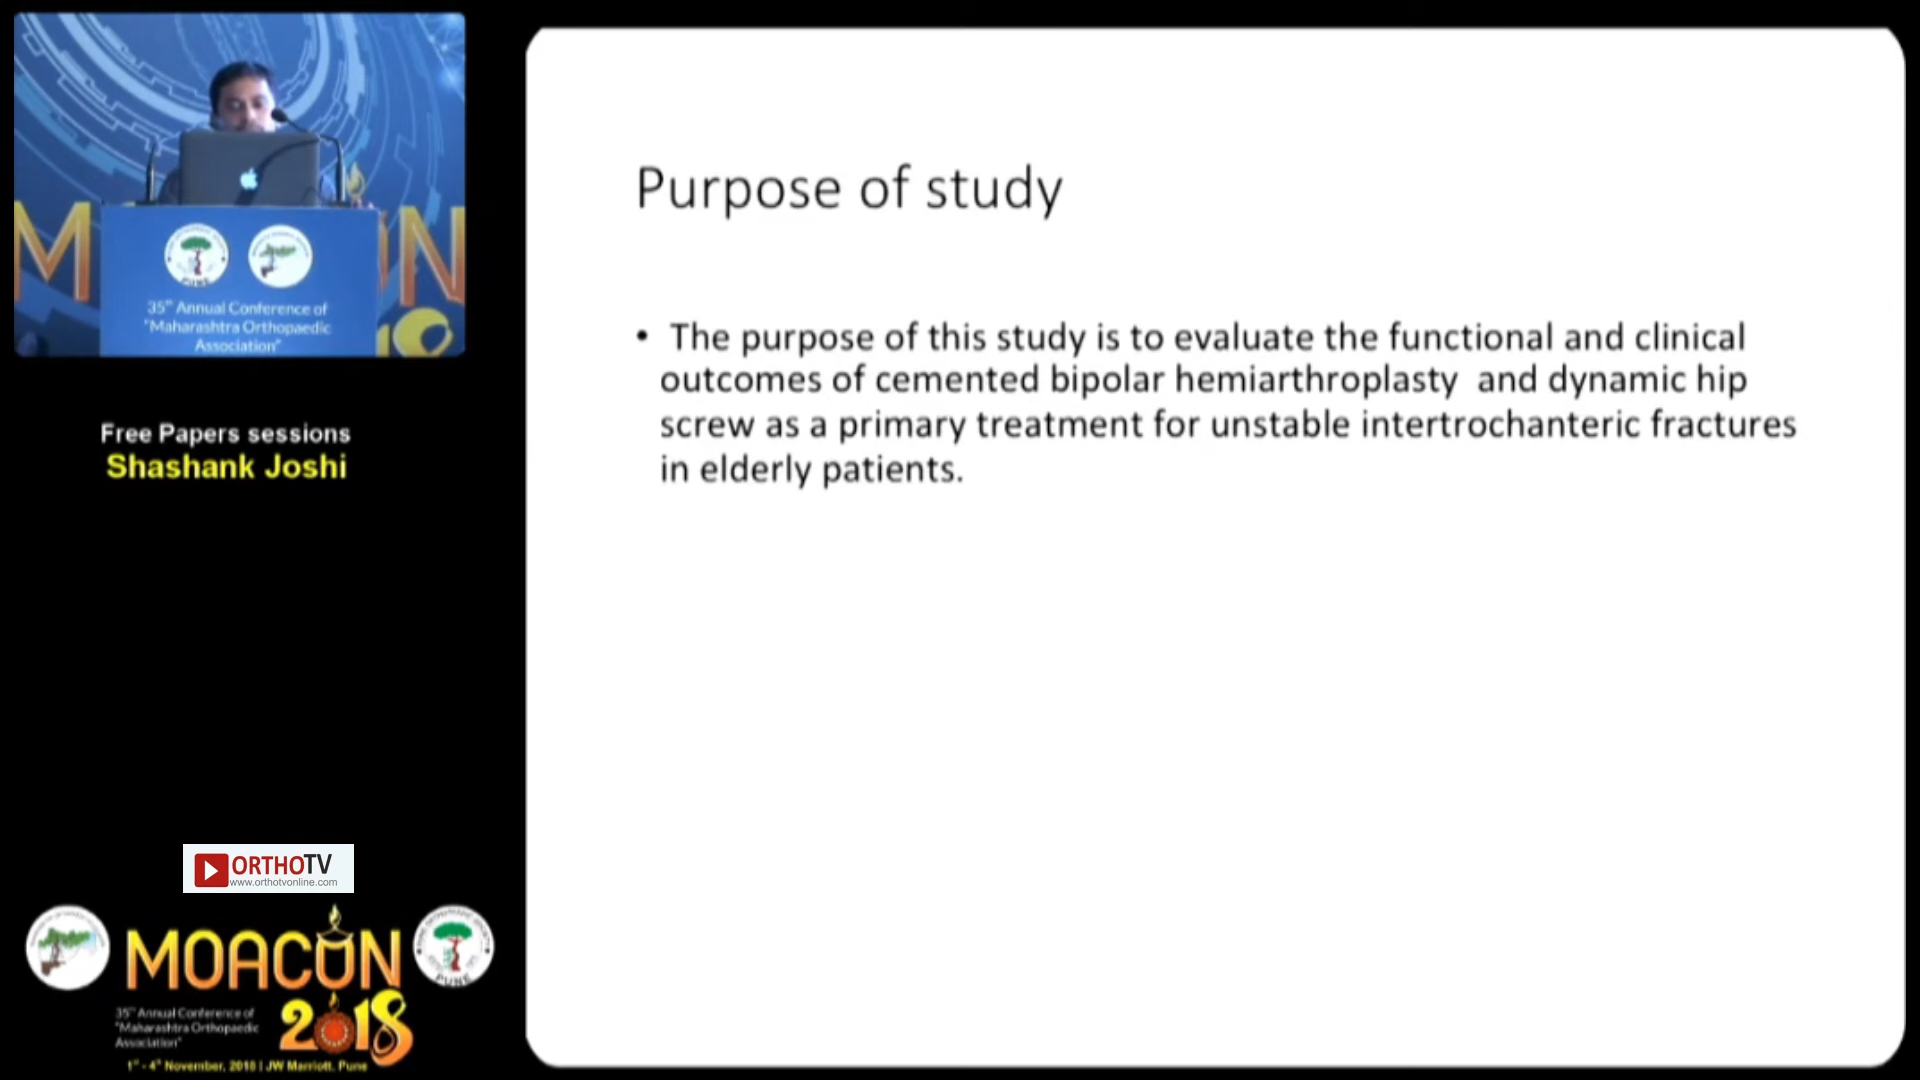 35th Annual Conference of
"Maharashtra Orthopaedic
Association"
Free Papers sessions
Shashank Joshi
Purpose of study
• The purpose of this study is to evaluate the functional and clinical
outcomes of cemented bipolar hemiarthroplasty and dynamic hip
screw as a primary treatment for unstable intertrochanteric fractures
in elderly patients.
ORTHOTV
www.orthotvonline.com
MOACON
2018
PUNE
35th Annual Conference of
"Maharashtra Orthopaedic
Association"
1st - 4th November, 2018 | JW Marriott, Pune